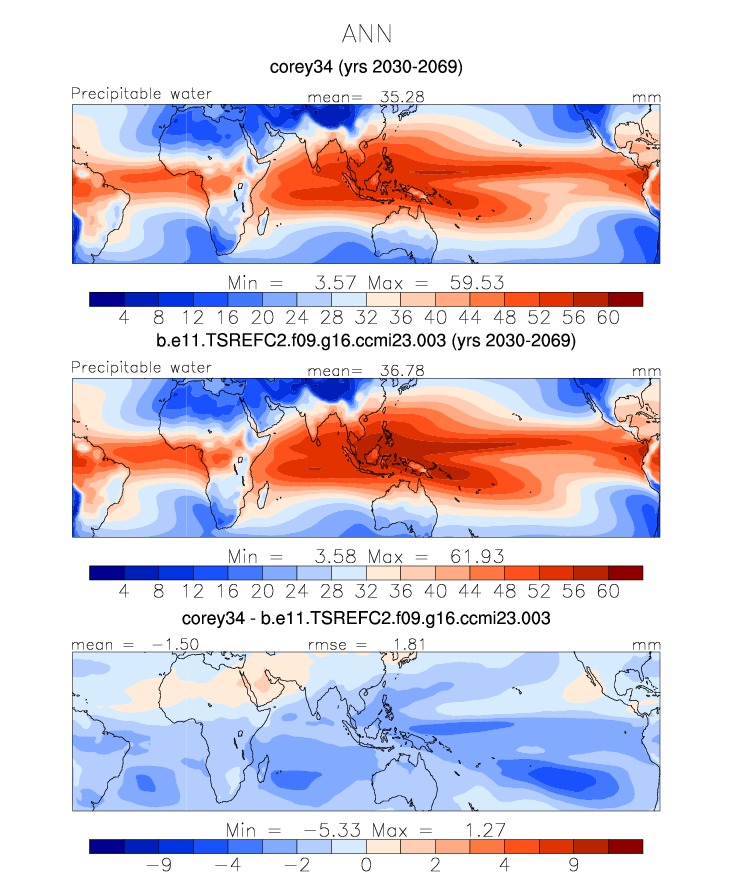 ANN
corey34 (yrs 2030-2069)
Precipitable water mean= 35.28 mm
Min = 3.57 Max = 59.53
4 8 12 16 20 24 28 32 36 40 44 48 52 56 60
b.e11.TSREFC2.f09.g16.ccmi23.003 (yrs 2030-2069)
Precipitable water mean= 36.78 mm
Min = 3.58 Max = 61.93
4 8 12 16 20 24 28 32 36 40 44 48 52 56 60
corey34 - b.e11.TSREFC2.f09.g16.ccmi23.003
mean = -1.50 rmse = 1.81 mm
Min = -5.33 Max = 1.27
-9 -4 -2 0 2 4 9